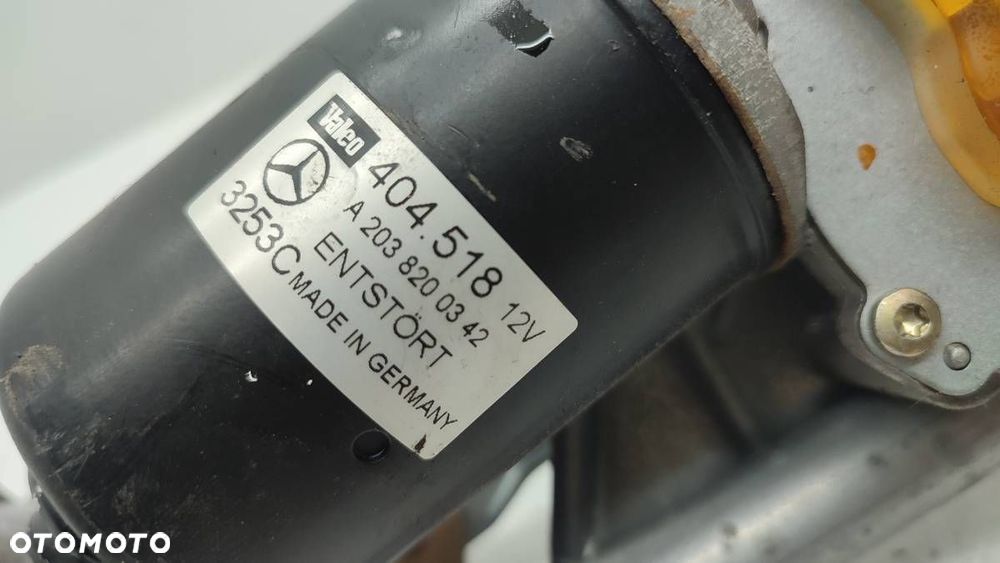 Valeo
404.518 12V
A 203 820 03 42
ENTSTÖRT
3253C MADE IN GERMANY
OTOMOTO